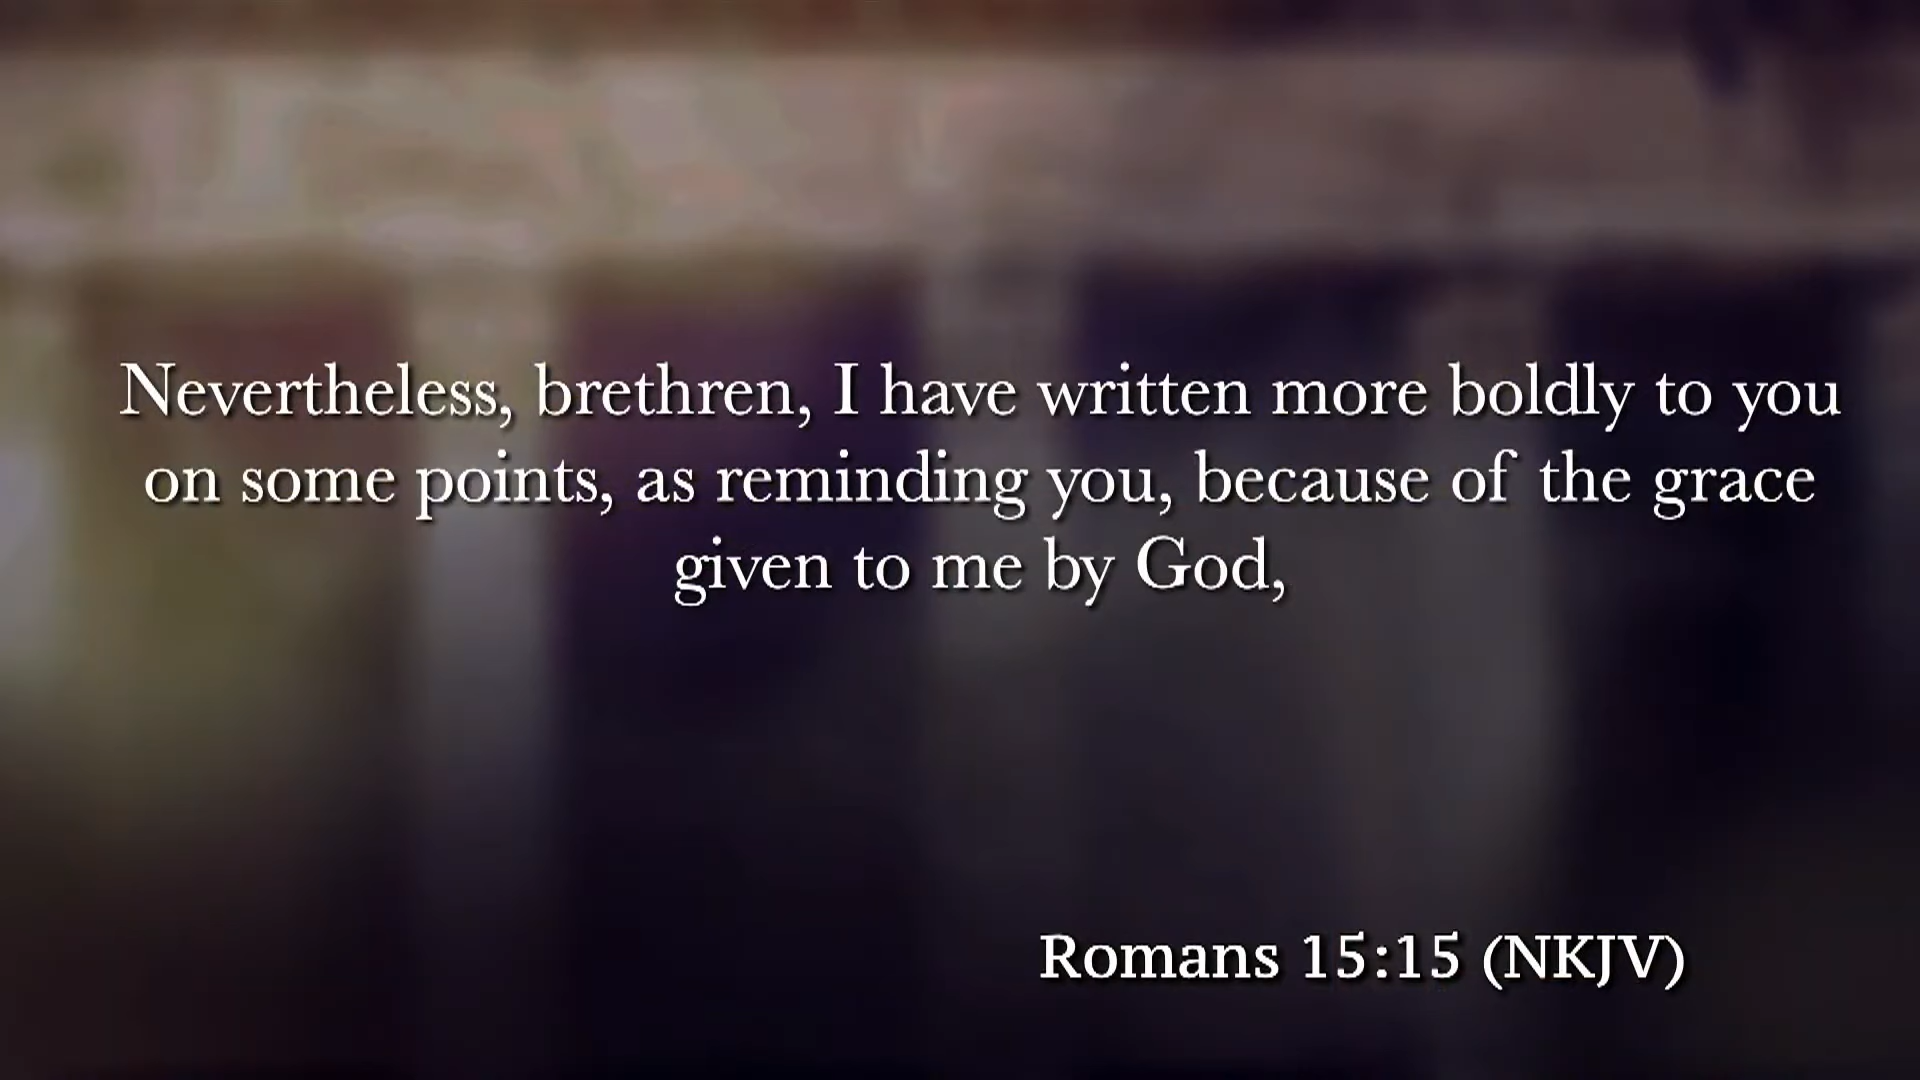 Nevertheless, brethren, I have written more boldly to you
on some points, as reminding you, because of the grace
given to me by God,
Romans 15:15 (NKJV)